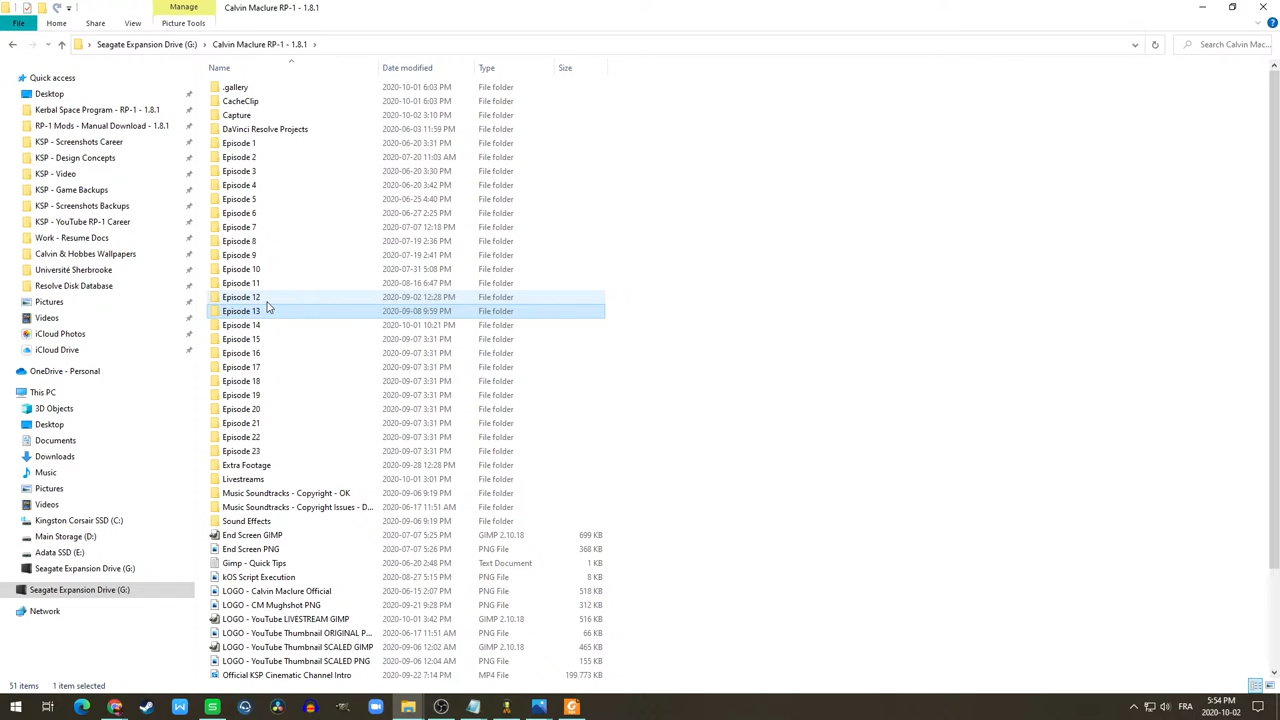 Manage
Calvin Maclure RP-1 - 1.8.1
File
Home
Share
View
Picture Tools
Seagate Expansion Drive (G:)
Calvin Maclure RP-1 - 1.8.1
Search Calvin Mac...
Name
Date modified
Type
Size
Quick access
Desktop
Kerbal Space Program - RP-1 - 1.8.1
RP-1 Mods - Manual Download - 1.8.1
KSP - Screenshots Career
KSP - Design Concepts
KSP - Video
KSP - Game Backups
KSP - Screenshots Backups
KSP - YouTube RP-1 Career
Work - Resume Docs
Calvin & Hobbes Wallpapers
Université Sherbrooke
Resolve Disk Database
Pictures
Videos
iCloud Photos
iCloud Drive
OneDrive - Personal
This PC
3D Objects
Desktop
Documents
Downloads
Music
Pictures
Videos
Kingston Corsair SSD (C:)
Main Storage (D:)
Adata SSD (E:)
Seagate Expansion Drive (G:)
Seagate Expansion Drive (G:)
Network
.gallery 2020-10-01 6:03 PM File folder
CacheClip 2020-10-01 6:03 PM File folder
Capture 2020-10-02 3:10 PM File folder
DaVinci Resolve Projects 2020-06-03 11:59 PM File folder
Episode 1 2020-06-20 3:31 PM File folder
Episode 2 2020-07-20 11:03 AM File folder
Episode 3 2020-06-20 3:30 PM File folder
Episode 4 2020-06-20 3:42 PM File folder
Episode 5 2020-06-25 4:40 PM File folder
Episode 6 2020-06-27 2:25 PM File folder
Episode 7 2020-07-07 12:18 PM File folder
Episode 8 2020-07-19 2:36 PM File folder
Episode 9 2020-07-19 2:41 PM File folder
Episode 10 2020-07-31 5:08 PM File folder
Episode 11 2020-08-16 6:47 PM File folder
Episode 12 2020-09-02 12:28 PM File folder
Episode 13 2020-09-08 9:59 PM File folder
Episode 14 2020-10-01 10:21 PM File folder
Episode 15 2020-09-07 3:31 PM File folder
Episode 16 2020-09-07 3:31 PM File folder
Episode 17 2020-09-07 3:31 PM File folder
Episode 18 2020-09-07 3:31 PM File folder
Episode 19 2020-09-07 3:31 PM File folder
Episode 20 2020-09-07 3:31 PM File folder
Episode 21 2020-09-07 3:31 PM File folder
Episode 22 2020-09-07 3:31 PM File folder
Episode 23 2020-09-07 3:31 PM File folder
Extra Footage 2020-09-28 12:28 PM File folder
Livestreams 2020-10-01 3:01 PM File folder
Music Soundtracks - Copyright - OK 2020-09-06 9:19 PM File folder
Music Soundtracks - Copyright Issues - D... 2020-06-17 11:51 AM File folder
Sound Effects 2020-09-06 9:19 PM File folder
End Screen GIMP 2020-07-07 5:25 PM GIMP 2.10.18 699 KB
End Screen PNG 2020-07-07 5:26 PM PNG File 368 KB
Gimp - Quick Tips 2020-06-20 2:48 PM Text Document 1 KB
kOS Script Execution 2020-08-27 5:15 PM PNG File 8 KB
LOGO - Calvin Maclure Official 2020-06-15 2:07 PM PNG File 518 KB
LOGO - CM Mughshot PNG 2020-09-21 9:28 PM PNG File 312 KB
LOGO - YouTube LIVESTREAM GIMP 2020-10-01 3:42 PM GIMP 2.10.18 516 KB
LOGO - YouTube Thumbnail ORIGINAL P... 2020-06-17 11:51 AM PNG File 66 KB
LOGO - YouTube Thumbnail SCALED GIMP 2020-09-06 12:02 AM GIMP 2.10.18 465 KB
LOGO - YouTube Thumbnail SCALED PNG 2020-09-06 12:04 AM PNG File 155 KB
Official KSP Cinematic Channel Intro 2020-09-22 7:14 PM MP4 File 199 773 KB
51 items
1 item selected
FRA
5:54 PM
2020-10-02